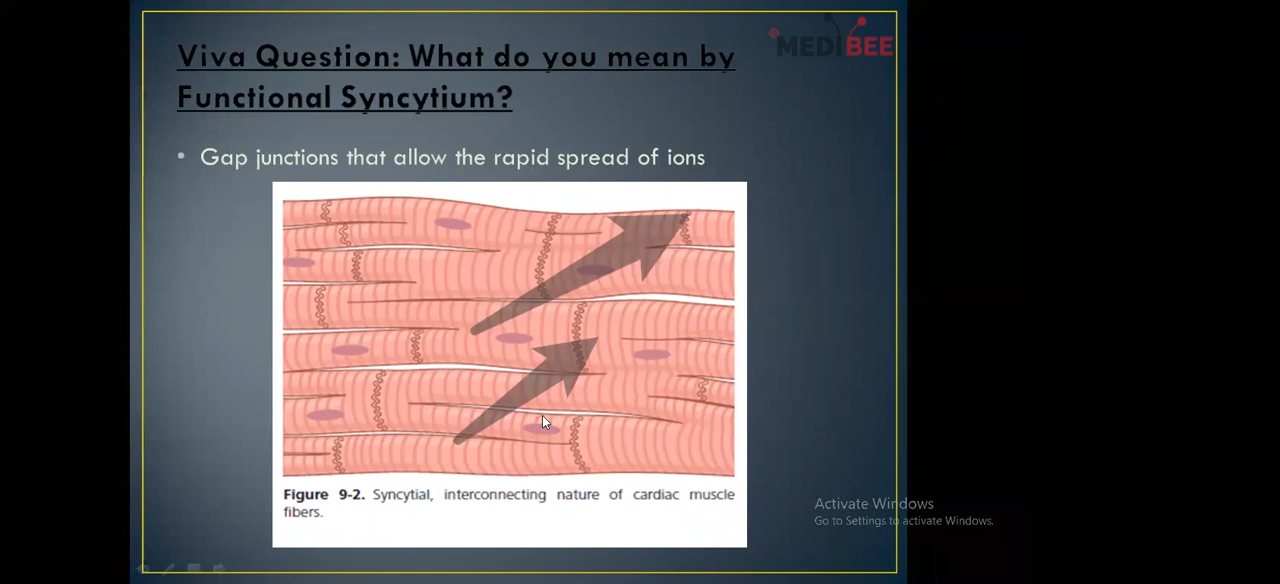 MEDIBEE
Viva Question: What do you mean by
Functional Syncytium?
• Gap junctions that allow the rapid spread of ions
Figure 9-2. Syncytial, interconnecting nature of cardiac muscle
fibers.
Activate Windows
Go to Settings to activate Windows.